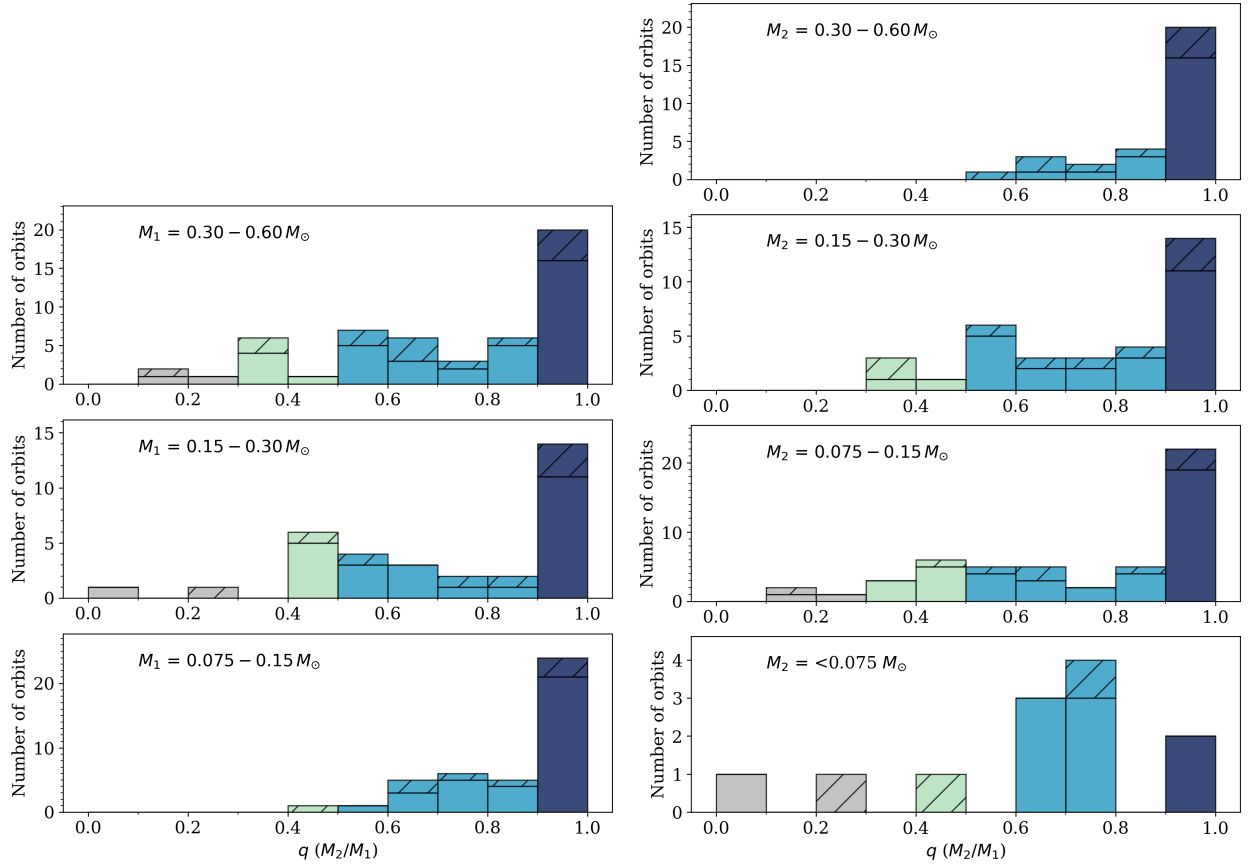 Number of orbits
20
15
10
5
0
M₂ = 0.30 − 0.60 M☉
0.0 0.2 0.4 0.6 0.8 1.0
Number of orbits
20
15
10
5
0
M₁ = 0.30 − 0.60 M☉
0.0 0.2 0.4 0.6 0.8 1.0
Number of orbits
15
10
5
0
M₂ = 0.15 − 0.30 M☉
0.0 0.2 0.4 0.6 0.8 1.0
Number of orbits
15
10
5
0
M₁ = 0.15 − 0.30 M☉
0.0 0.2 0.4 0.6 0.8 1.0
Number of orbits
20
10
0
M₂ = 0.075 − 0.15 M☉
0.0 0.2 0.4 0.6 0.8 1.0
Number of orbits
20
10
0
M₁ = 0.075 − 0.15 M☉
0.0 0.2 0.4 0.6 0.8 1.0
q (M₂/M₁)
Number of orbits
4
3
2
1
0
M₂ = <0.075 M☉
0.0 0.2 0.4 0.6 0.8 1.0
q (M₂/M₁)